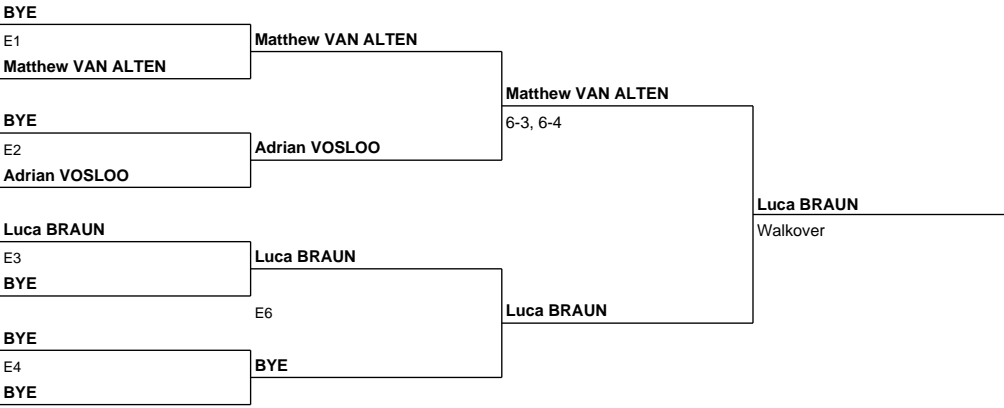 BYE
E1
Matthew VAN ALTEN
Matthew VAN ALTEN
BYE
E2
Adrian VOSLOO
Adrian VOSLOO
Matthew VAN ALTEN
6-3, 6-4
Luca BRAUN
E3
BYE
Luca BRAUN
E6
BYE
E4
BYE
BYE
Luca BRAUN
Luca BRAUN
Walkover